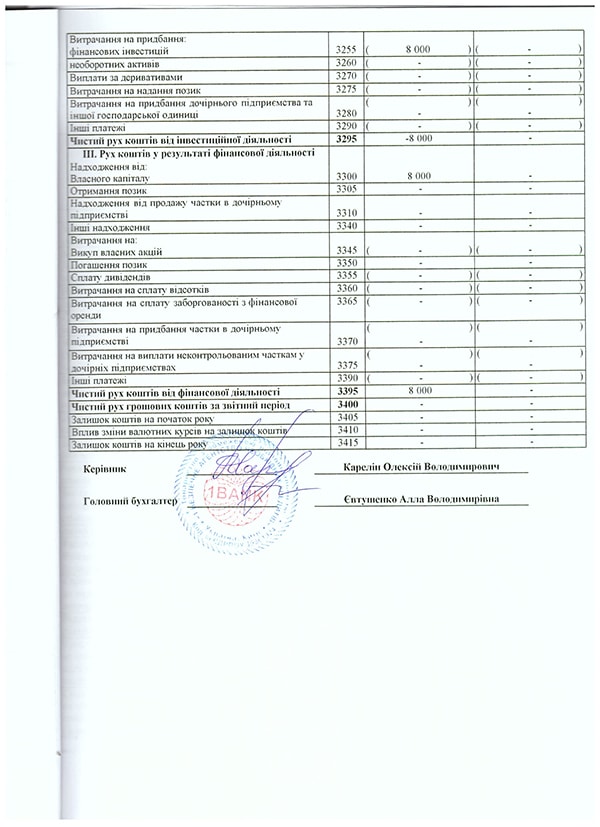 Витрачання на придбання:
фінансових інвестицій 3255 ( 8 000 ) ( - )
необоротних активів 3260 ( - ) ( - )
Виплати за деривативами 3270 ( - ) ( - )
Витрачання на надання позик 3275 ( - ) ( - )
Витрачання на придбання дочірнього підприємства та
іншої господарської одиниці 3280 ( - ) ( - )
Інші платежі 3290 ( - ) ( - )
Чистий рух коштів від інвестиційної діяльності 3295 -8 000 -
III. Рух коштів у результаті фінансової діяльності
Надходження від:
Власного капіталу 3300 8 000 -
Отримання позик 3305 - -
Надходження від продажу частки в дочірньому
підприємстві 3310 - -
Інші надходження 3340 - -
Витрачання на:
Викуп власних акцій 3345 ( - ) ( - )
Погашення позик 3350 - -
Сплату дивідендів 3355 ( - ) ( - )
Витрачання на сплату відсотків 3360 ( - ) ( - )
Витрачання на сплату заборгованості з фінансової
оренди 3365 ( - ) ( - )
Витрачання на придбання частки в дочірньому
підприємстві 3370 ( - ) ( - )
Витрачання на виплати неконтрольованим часткам у
дочірніх підприємствах 3375 ( - ) ( - )
Інші платежі 3390 ( - ) ( - )
Чистий рух коштів від фінансової діяльності 3395 8 000 -
Чистий рух грошових коштів за звітний період 3400 - -
Залишок коштів на початок року 3405 - -
Вплив зміни валютних курсів на залишок коштів 3410 - -
Залишок коштів на кінець року 3415 - -
Керівник Карелін Олексій Володимирович
Головний бухгалтер Євтушенко Алла Володимирівна
1BANK